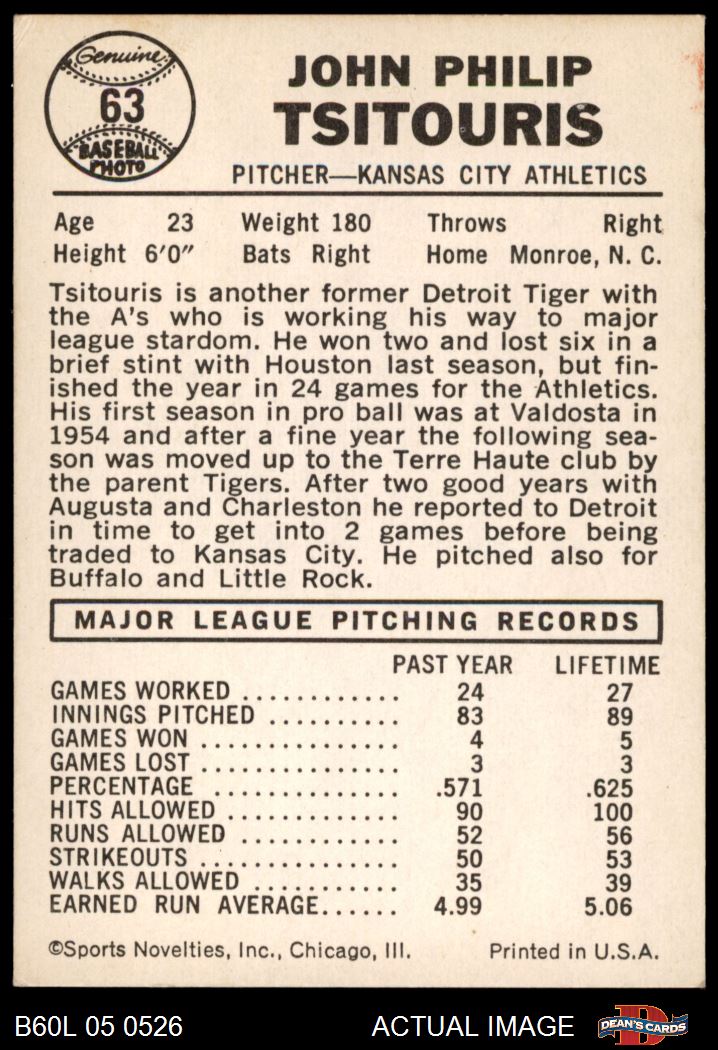 Genuine
63
BASEBALL
PHOTO
JOHN PHILIP
TSITOURIS
PITCHER—KANSAS CITY ATHLETICS
Age 23 Weight 180 Throws Right
Height 6'0" Bats Right Home Monroe, N. C.
Tsitouris is another former Detroit Tiger with
the A's who is working his way to major
league stardom. He won two and lost six in a
brief stint with Houston last season, but fin-
ished the year in 24 games for the Athletics.
His first season in pro ball was at Valdosta in
1954 and after a fine year the following sea-
son was moved up to the Terre Haute club by
the parent Tigers. After two good years with
Augusta and Charleston he reported to Detroit
in time to get into 2 games before being
traded to Kansas City. He pitched also for
Buffalo and Little Rock.
MAJOR LEAGUE PITCHING RECORDS
PAST YEAR LIFETIME
GAMES WORKED ............ 24 27
INNINGS PITCHED .......... 83 89
GAMES WON ............... 4 5
GAMES LOST ............... 3 3
PERCENTAGE .............. .571 .625
HITS ALLOWED ............. 90 100
RUNS ALLOWED ............ 52 56
STRIKEOUTS ............... 50 53
WALKS ALLOWED ........... 35 39
EARNED RUN AVERAGE...... 4.99 5.06
©Sports Novelties, Inc., Chicago, Ill. Printed in U.S.A.
B60L 05 0526 ACTUAL IMAGE D DEAN'S CARDS